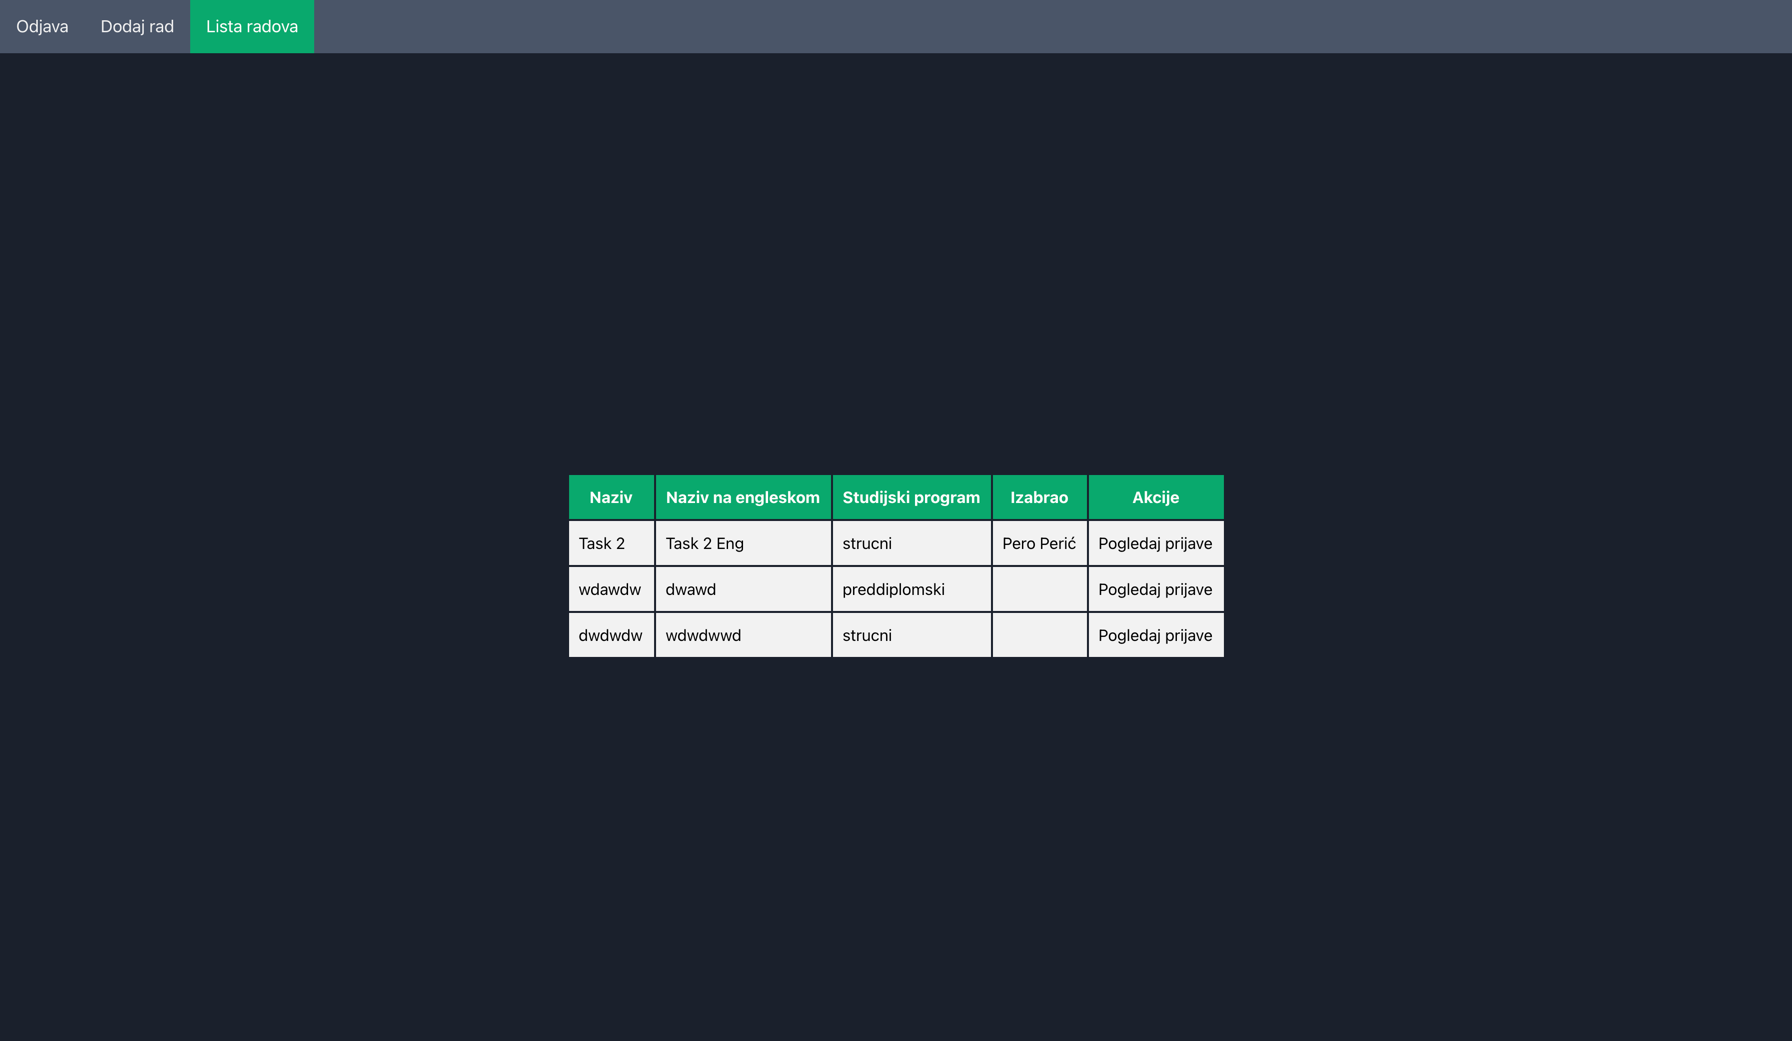 Odjava Dodaj rad Lista radova
Naziv Naziv na engleskom Studijski program Izabrao Akcije
Task 2 Task 2 Eng strucni Pero Perić Pogledaj prijave
wdawdw dwawd preddiplomski Pogledaj prijave
dwdwdw wdwdwwd strucni Pogledaj prijave